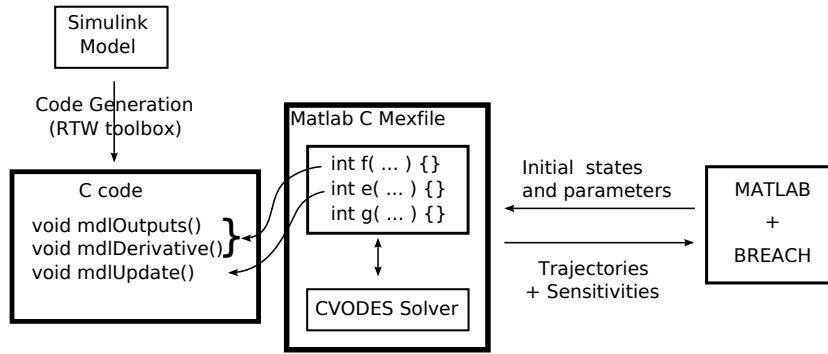 Simulink
Model
Code Generation
(RTW toolbox)
C code
void mdlOutputs()
void mdlDerivative()
void mdlUpdate()
}
Matlab C Mexfile
int f( ... ) {}
int e( ... ) {}
int g( ... ) {}
CVODES Solver
Initial states
and parameters
Trajectories
+ Sensitivities
MATLAB
+
BREACH